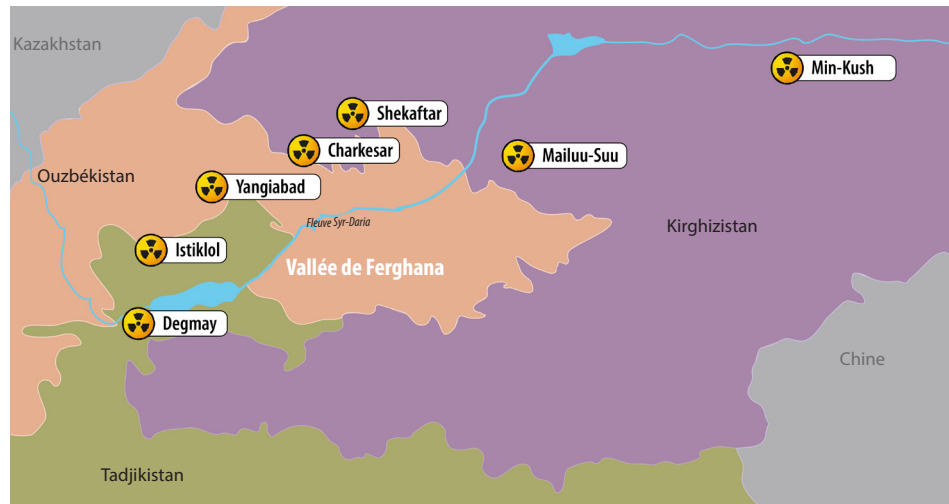 Kazakhstan
Min-Kush
Shekaftar
Charkesar
Mailuu-Suu
Ouzbékistan
Yangiabad
Fleuve Syr-Daria
Kirghizistan
Istiklol
Vallée de Ferghana
Degmay
Chine
Tadjikistan